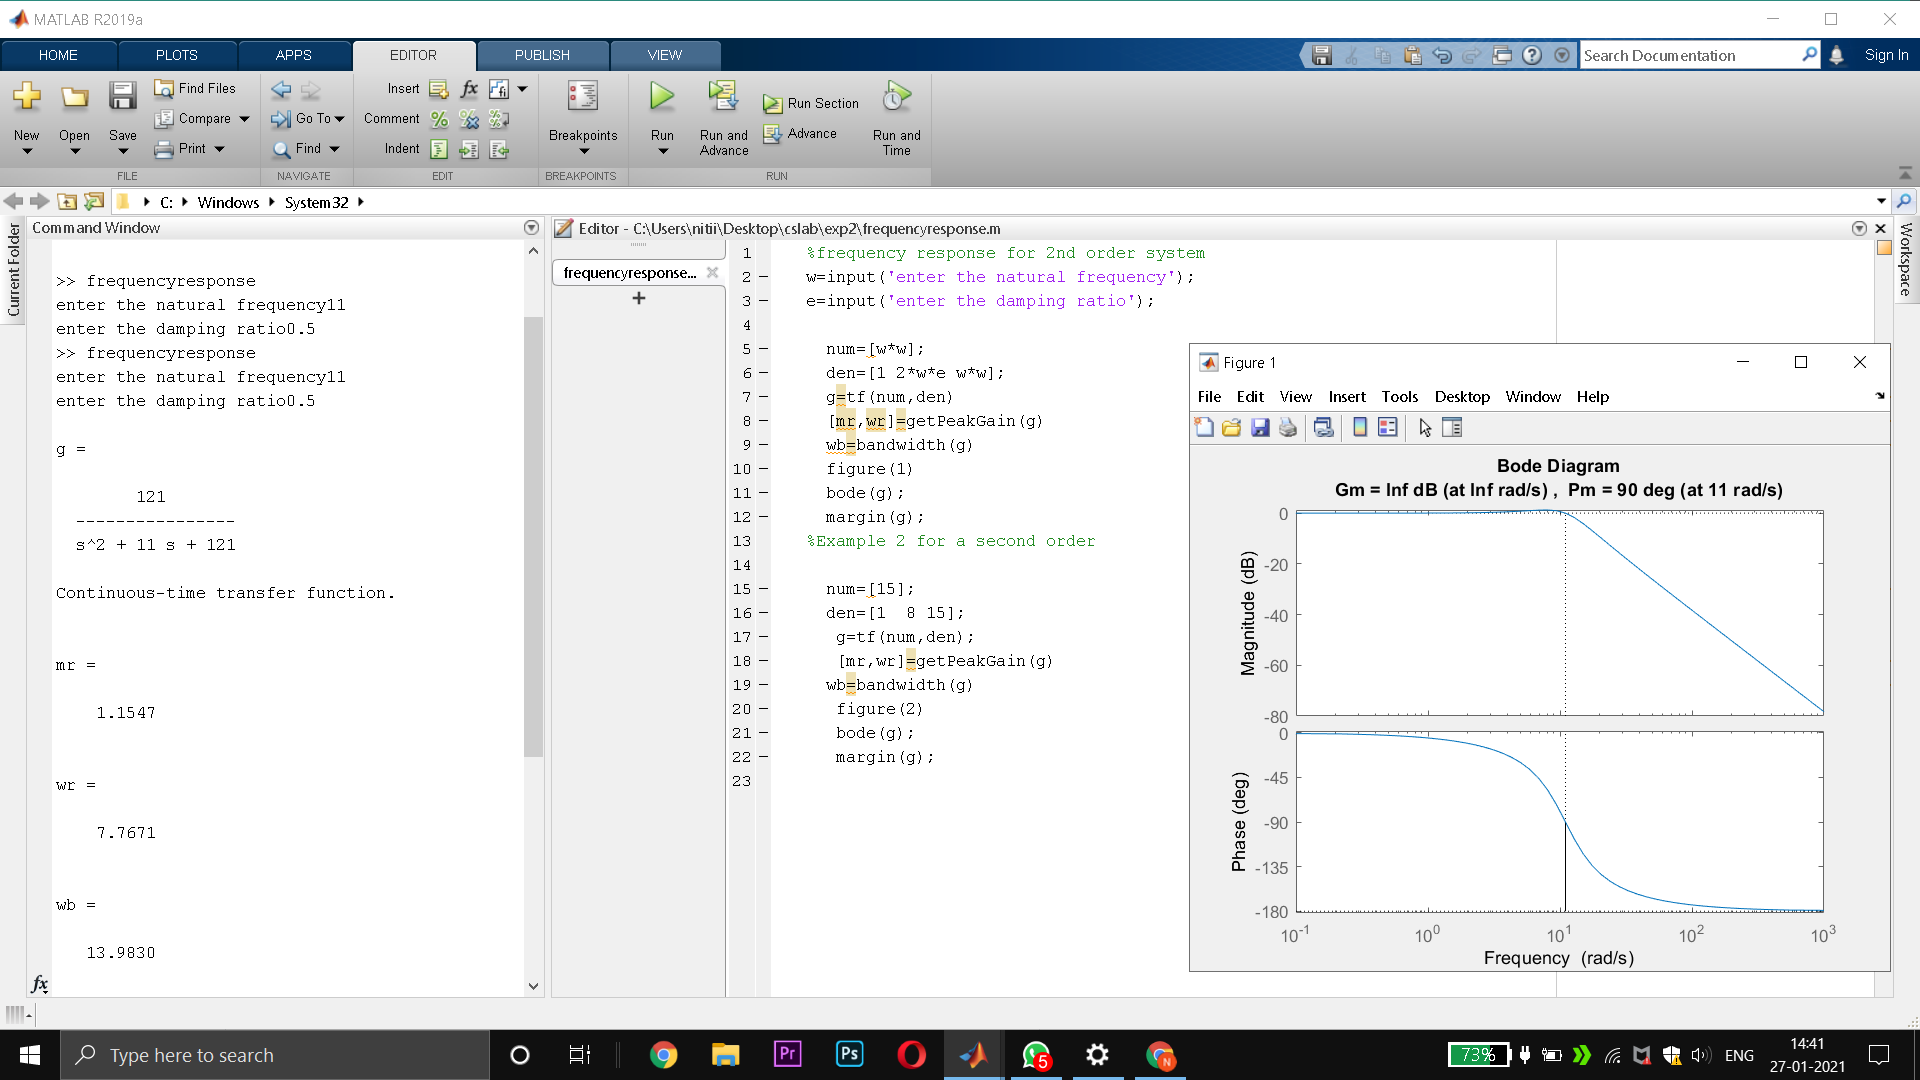 MATLAB R2019a
HOME PLOTS APPS EDITOR PUBLISH VIEW
Search Documentation
Sign In
New Open Save
Find Files
Compare
Print
FILE
Go To
Find
NAVIGATE
Insert fx
Comment
Indent
EDIT
Breakpoints
BREAKPOINTS
Run
Run and Advance
Run Section
Advance
Run and Time
RUN
C: Windows System32
Current Folder
Command Window
>> frequencyresponse
enter the natural frequency11
enter the damping ratio0.5
>> frequencyresponse
enter the natural frequency11
enter the damping ratio0.5
g =
121
----------------
s^2 + 11 s + 121
Continuous-time transfer function.
mr =
1.1547
wr =
7.7671
wb =
13.9830
fx
Editor - C:\Users\nitii\Desktop\cslab\exp2\frequencyresponse.m
frequencyresponse...
+
1 %frequency response for 2nd order system
2 – w=input('enter the natural frequency');
3 – e=input('enter the damping ratio');
4
5 – num=[w*w];
6 – den=[1 2*w*e w*w];
7 – g=tf(num,den)
8 – [mr,wr]=getPeakGain(g)
9 – wb=bandwidth(g)
10 – figure(1)
11 – bode(g);
12 – margin(g);
13 %Example 2 for a second order
14
15 – num=[15];
16 – den=[1  8 15];
17 – g=tf(num,den);
18 – [mr,wr]=getPeakGain(g)
19 – wb=bandwidth(g)
20 – figure(2)
21 – bode(g);
22 – margin(g);
23
Workspace
Figure 1
File Edit View Insert Tools Desktop Window Help
Bode Diagram
Gm = Inf dB (at Inf rad/s) ,  Pm = 90 deg (at 11 rad/s)
Magnitude (dB)
0
-20
-40
-60
-80
Phase (deg)
0
-45
-90
-135
-180
10^-1 10^0 10^1 10^2 10^3
Frequency (rad/s)
Type here to search
Pr
Ps
5
N
73%
ENG
14:41
27-01-2021